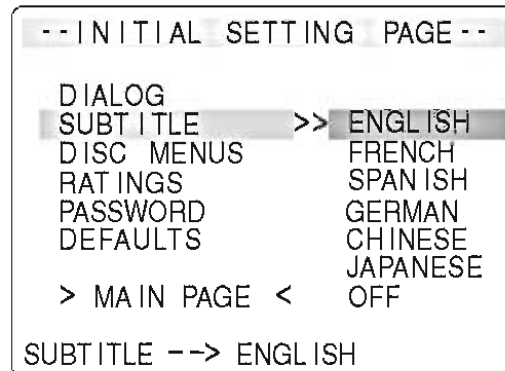 --INITIAL SETTING PAGE--
DIALOG
SUBTITLE >> ENGLISH
DISC MENUS FRENCH
RATINGS SPANISH
PASSWORD GERMAN
DEFAULTS CHINESE
JAPANESE
> MAIN PAGE < OFF
SUBTITLE --> ENGLISH